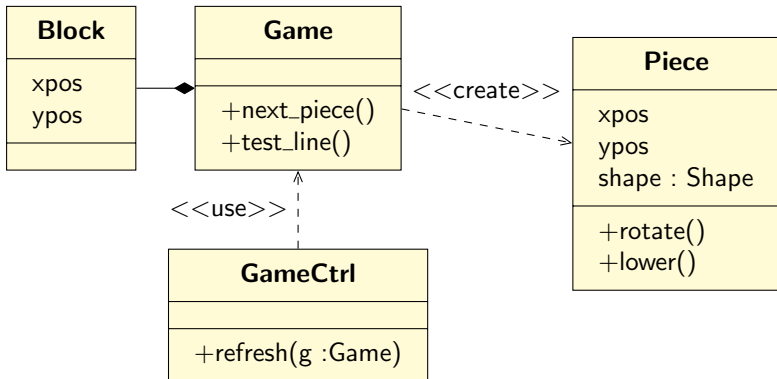 Block
xpos
ypos
Game
+next_piece()
+test_line()
<<create>>
Piece
xpos
ypos
shape : Shape
+rotate()
+lower()
<<use>>
GameCtrl
+refresh(g :Game)